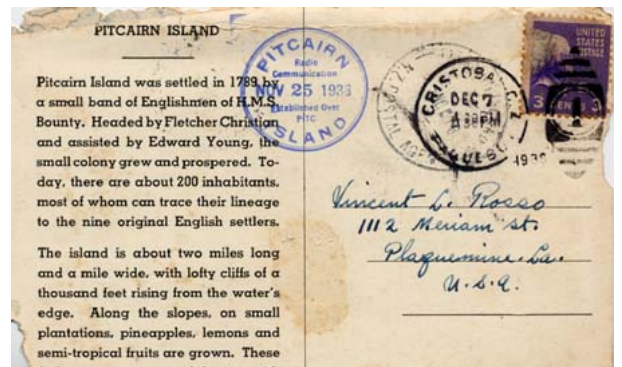 PITCAIRN ISLAND
Pitcairn Island was settled in 1789 by
a small band of Englishmen of H.M.S.
Bounty. Headed by Fletcher Christian
and assisted by Edward Young, the
small colony grew and prospered. To-
day, there are about 200 inhabitants,
most of whom can trace their lineage
to the nine original English settlers.
The island is about two miles long
and a mile wide, with lofty cliffs of a
thousand feet rising from the water's
edge. Along the slopes, on small
plantations, pineapples, lemons and
semi-tropical fruits are grown. These
PITCAIRN
Radio
Communication
NOV 25 1938
Established Over
PITC
ISLAND
CRISTOBAL, C.Z.
DEC 7
PM
193
UNITED
STATES
POSTAGE
3 CENTS 3
1
Vincent L. Rosso
1112 Meriam st.
Plaquemine, La.
U.S.A.